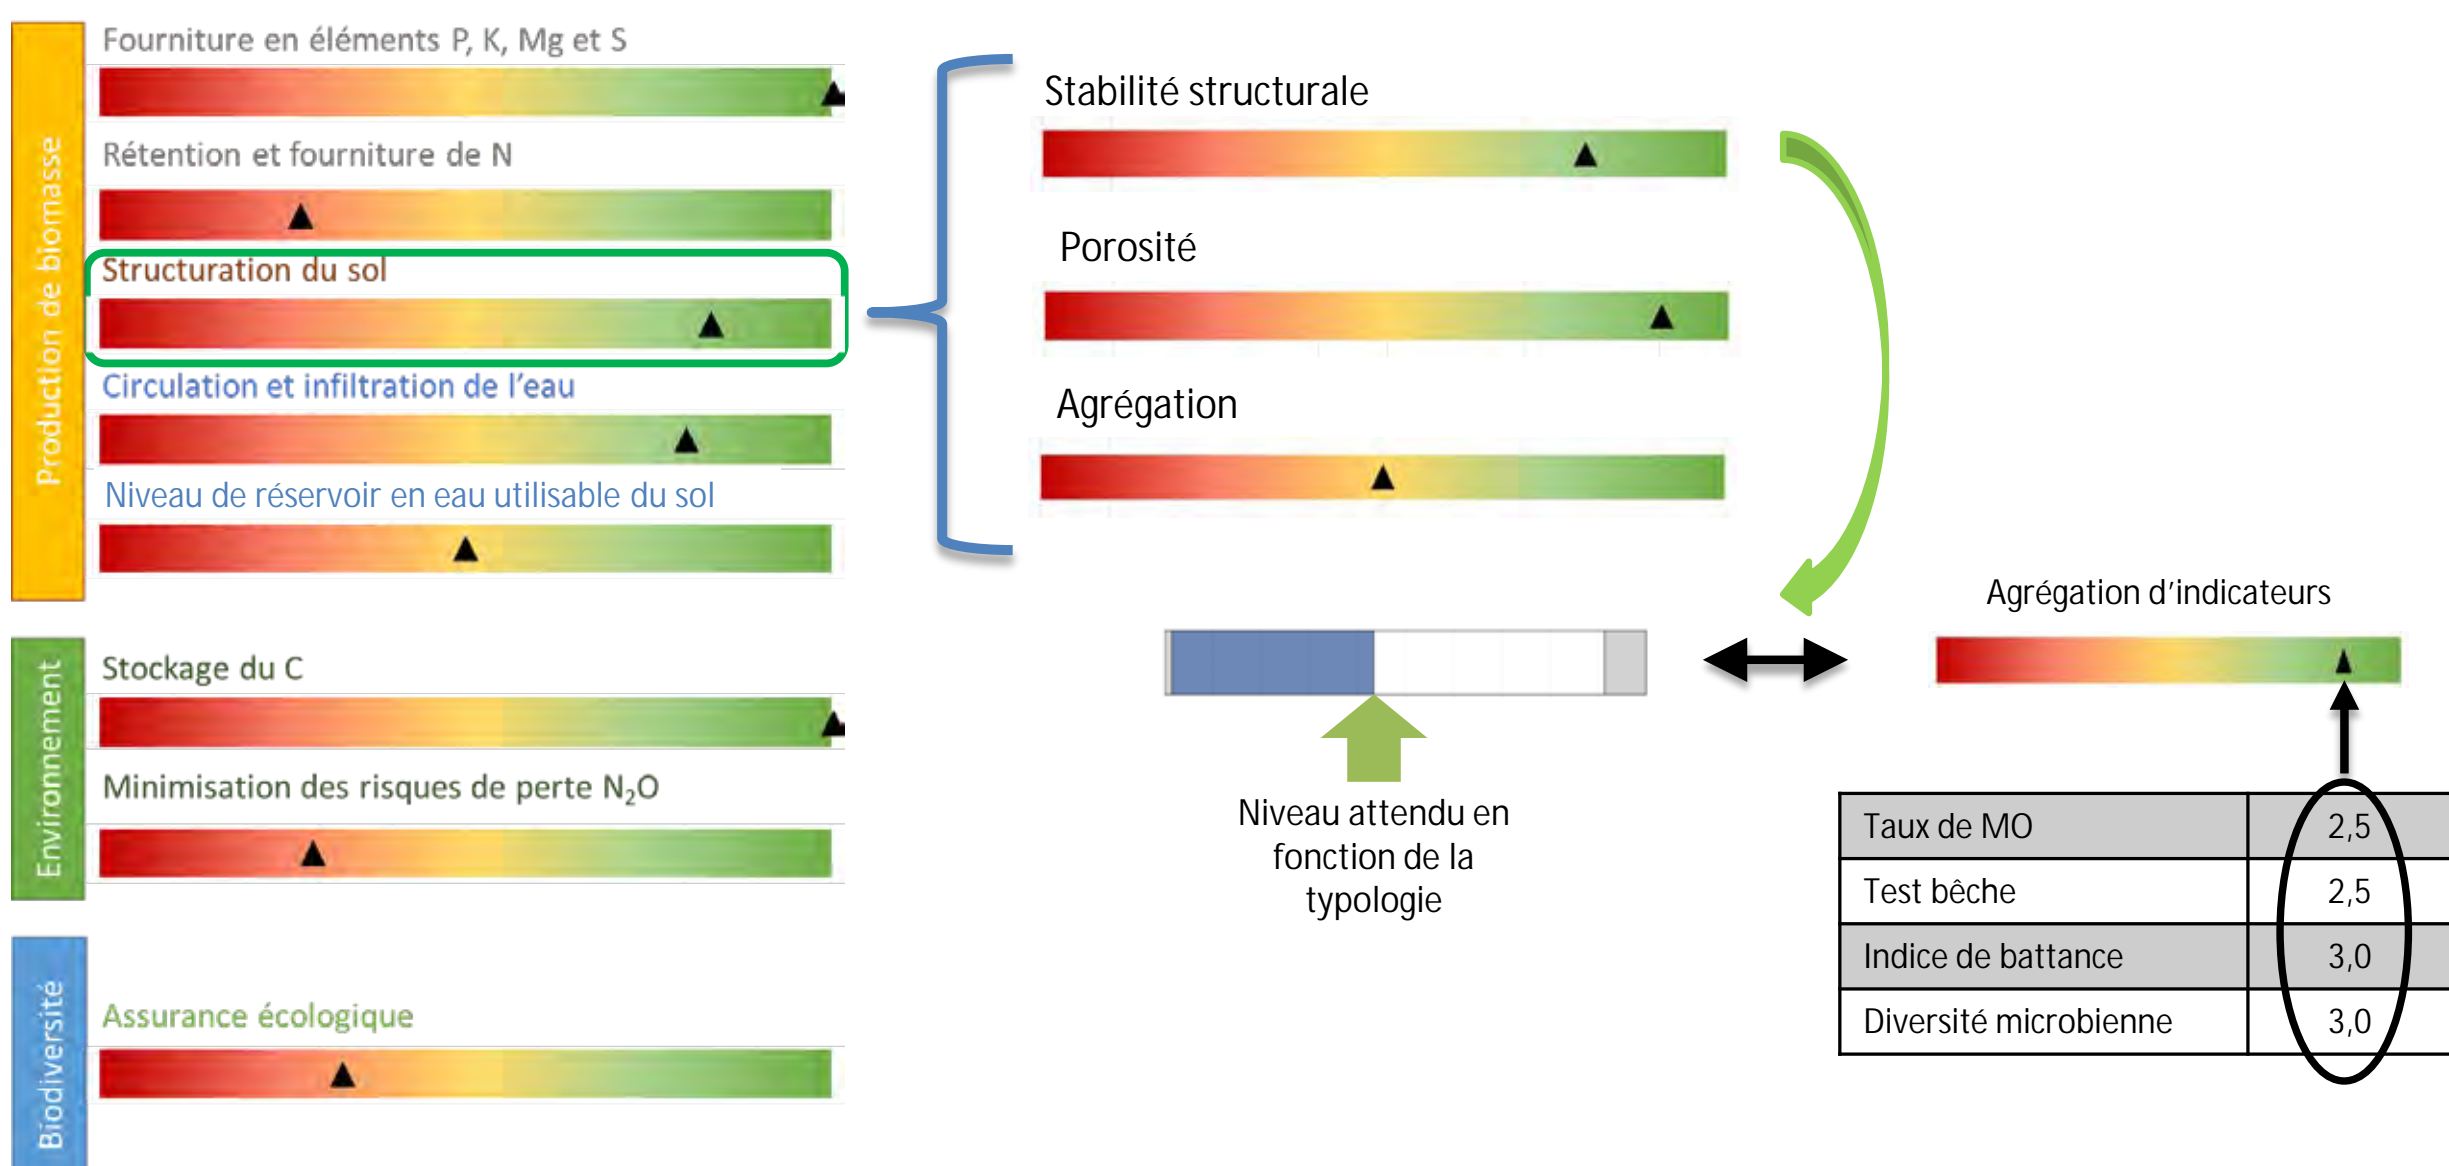 Production de biomasse
Fourniture en éléments P, K, Mg et S
Rétention et fourniture de N
Structuration du sol
Circulation et infiltration de l'eau
Niveau de réservoir en eau utilisable du sol
Environnement
Stockage du C
Minimisation des risques de perte N₂O
Biodiversité
Assurance écologique
Stabilité structurale
Porosité
Agrégation
Niveau attendu en
fonction de la
typologie
Agrégation d'indicateurs
Taux de MO 2,5
Test bêche 2,5
Indice de battance 3,0
Diversité microbienne 3,0